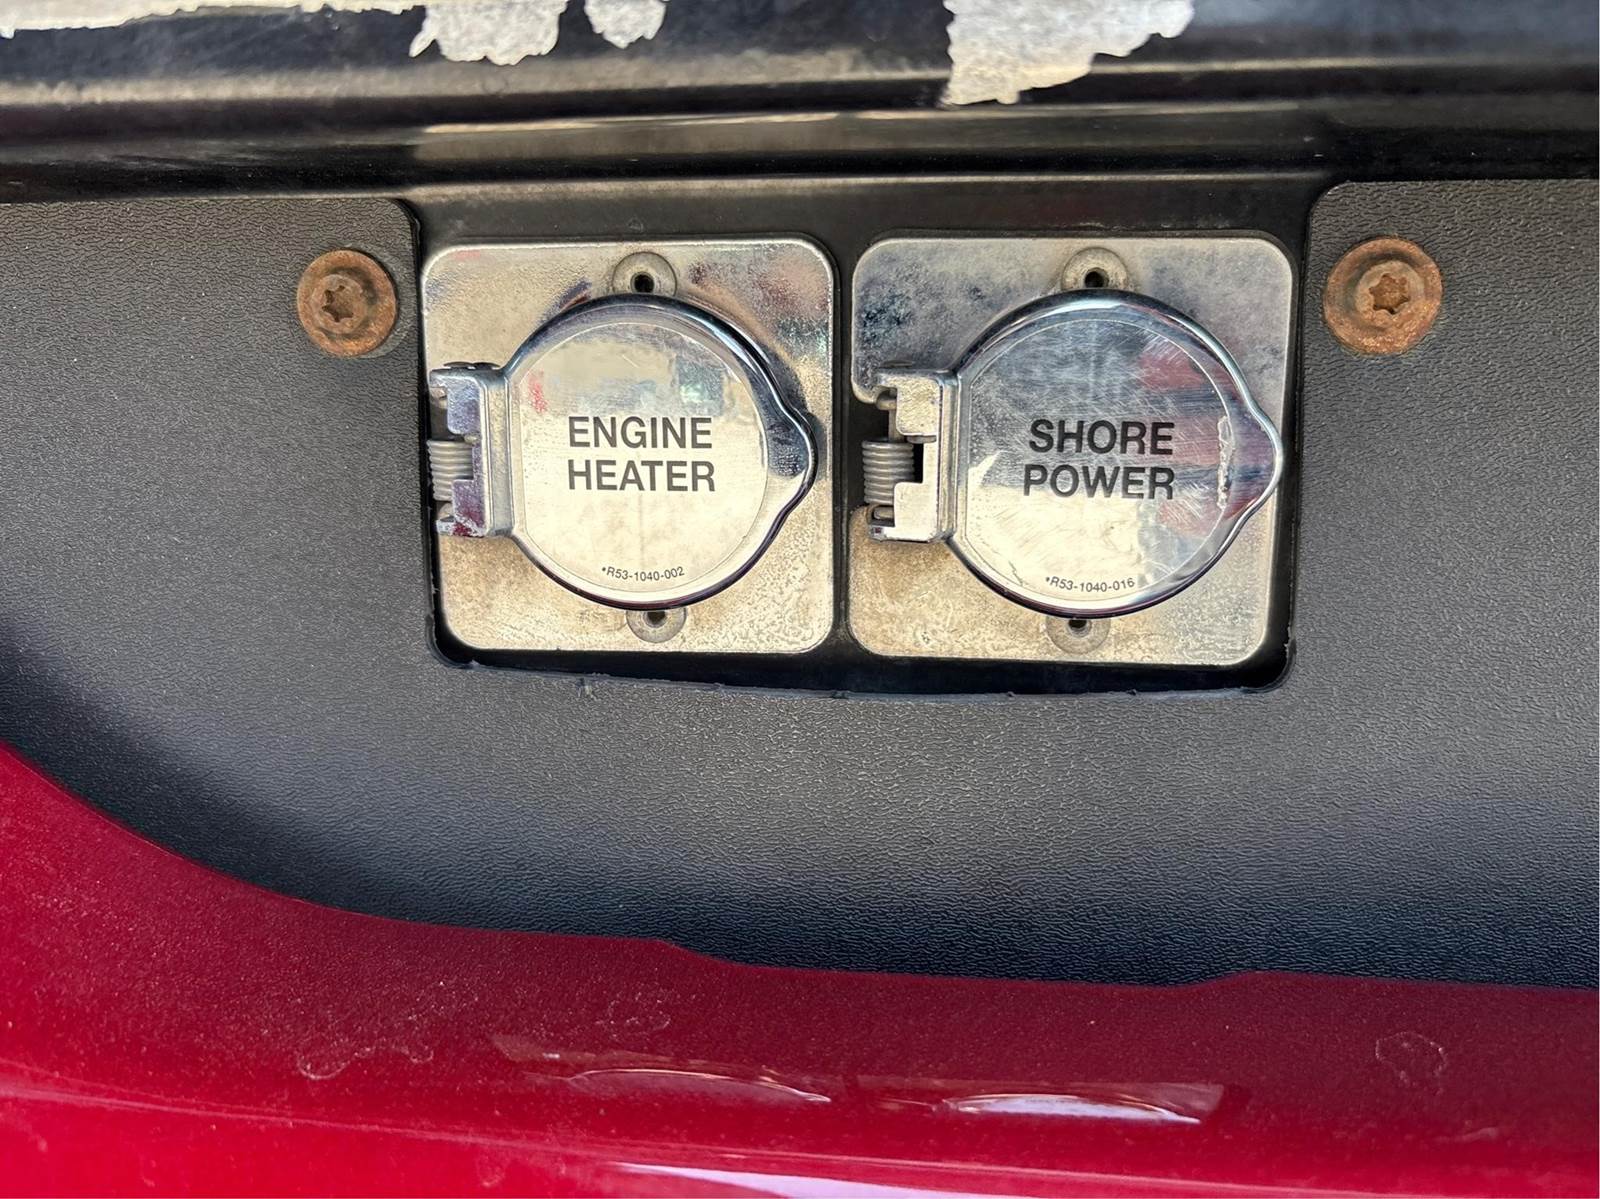 ENGINE
HEATER
*R53-1040-002
SHORE
POWER
*R53-1040-016